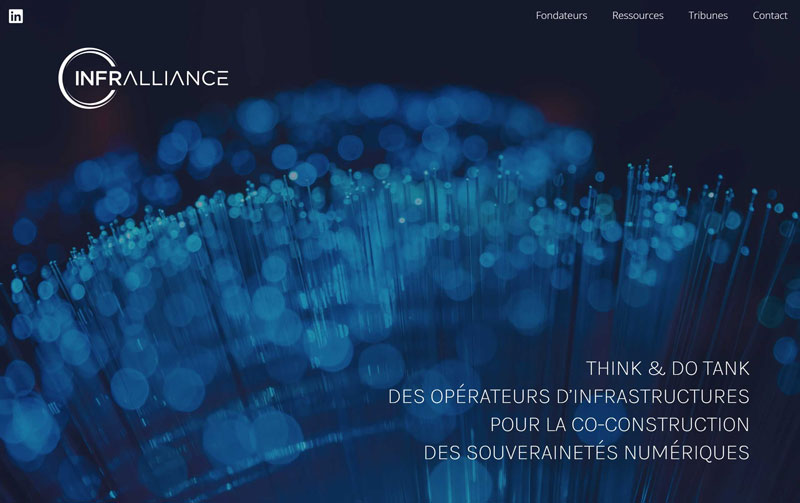 in
Fondateurs Ressources Tribunes Contact
INFRALLIANCE
THINK & DO TANK
DES OPÉRATEURS D'INFRASTRUCTURES
POUR LA CO-CONSTRUCTION
DES SOUVERAINETÉS NUMÉRIQUES